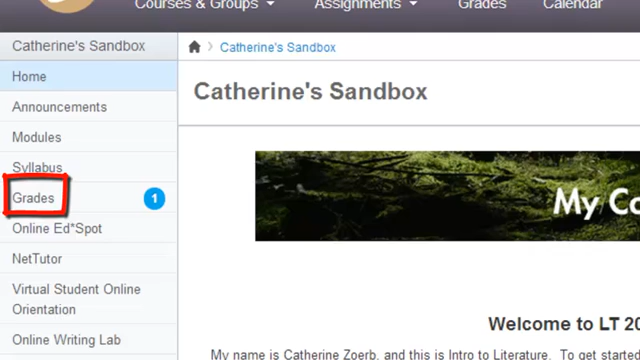 Courses & Groups Assignments Grades Calendar
Catherine's Sandbox
Catherine's Sandbox
Home
Announcements
Modules
Syllabus
Grades 1
Online Ed*Spot
NetTutor
Virtual Student Online
Orientation
Online Writing Lab
Catherine's Sandbox
My Co
Welcome to LT 20
My name is Catherine Zoerb, and this is Intro to Literature. To get started